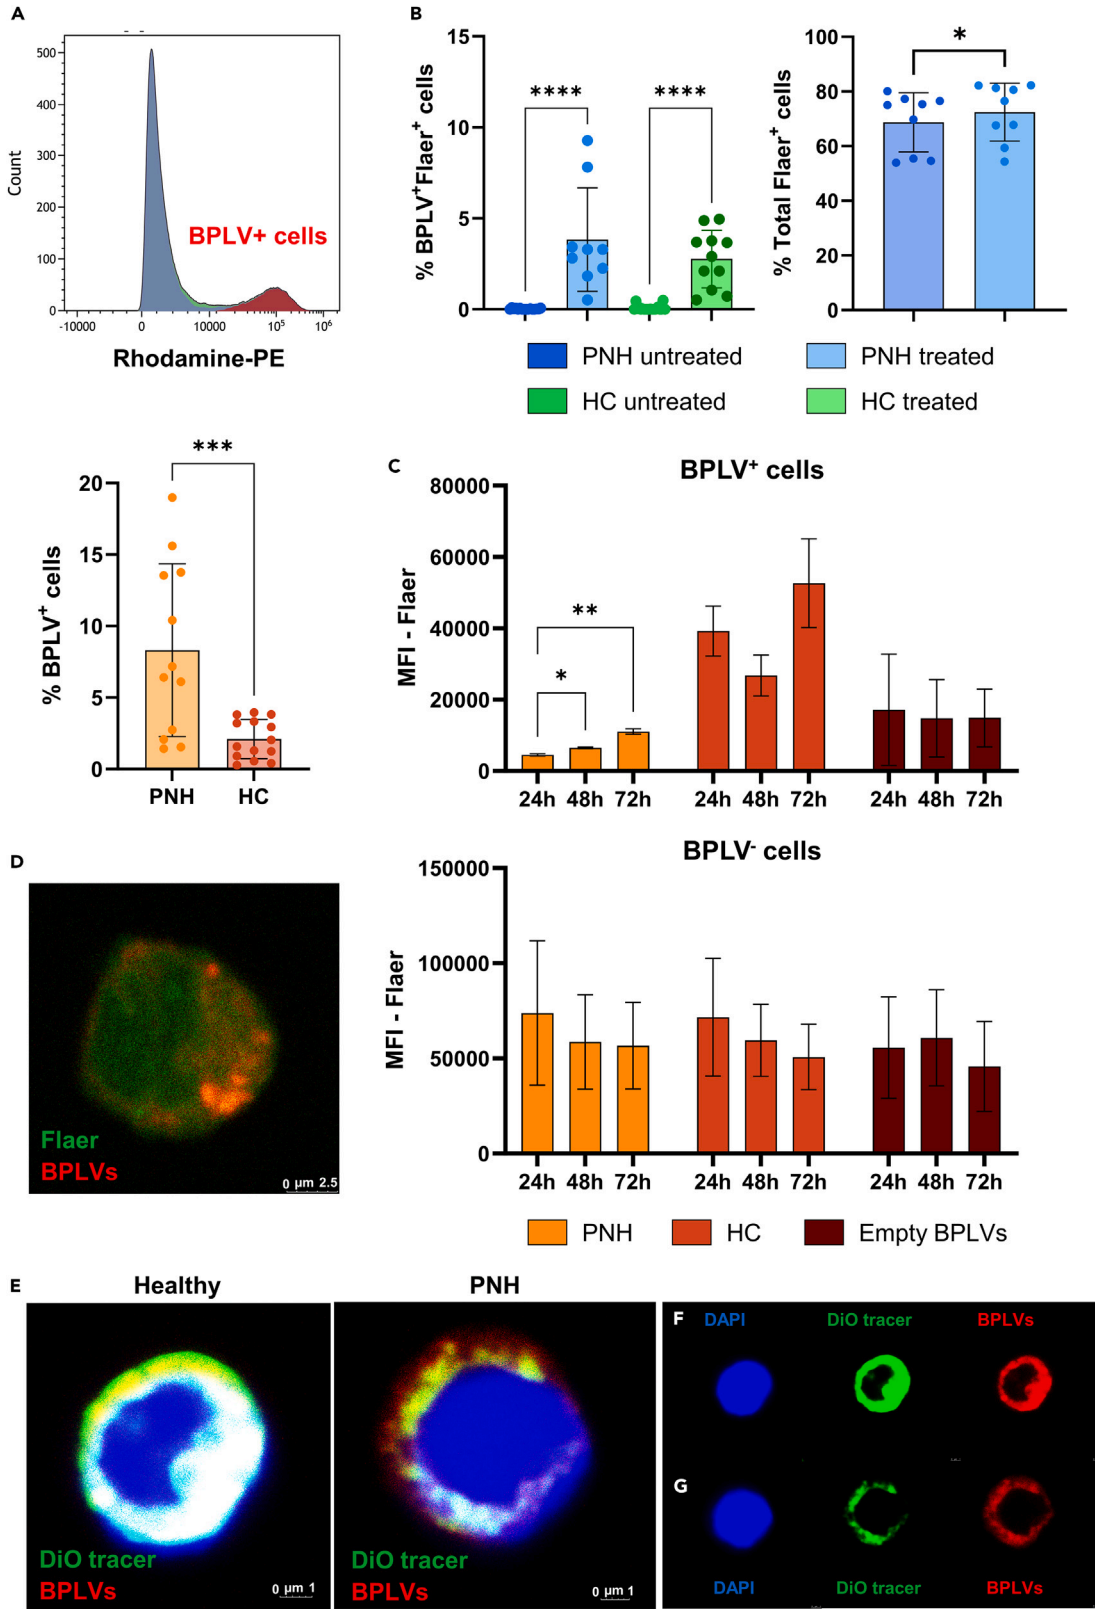 A
500
400
300
200
100
0
Count
BPLV+ cells
-10000 0 10000 10⁵ 10⁶
Rhodamine-PE
20
15
10
5
0
% BPLV⁺ cells
***
PNH HC
B
15
10
5
0
% BPLV⁺Flaer⁺ cells
**** ****
100
80
60
40
20
0
% Total Flaer⁺ cells
*
PNH untreated PNH treated
HC untreated HC treated
C
BPLV⁺ cells
80000
60000
40000
20000
0
MFI - Flaer
**
*
24h 48h 72h 24h 48h 72h 24h 48h 72h
BPLV⁻ cells
150000
100000
50000
0
MFI - Flaer
24h 48h 72h 24h 48h 72h 24h 48h 72h
PNH HC Empty BPLVs
D
Flaer
BPLVs
0 µm 2.5
E
Healthy PNH
DiO tracer
BPLVs
0 µm 1
DiO tracer
BPLVs
0 µm 1
F
DAPI DiO tracer BPLVs
G
DAPI DiO tracer BPLVs